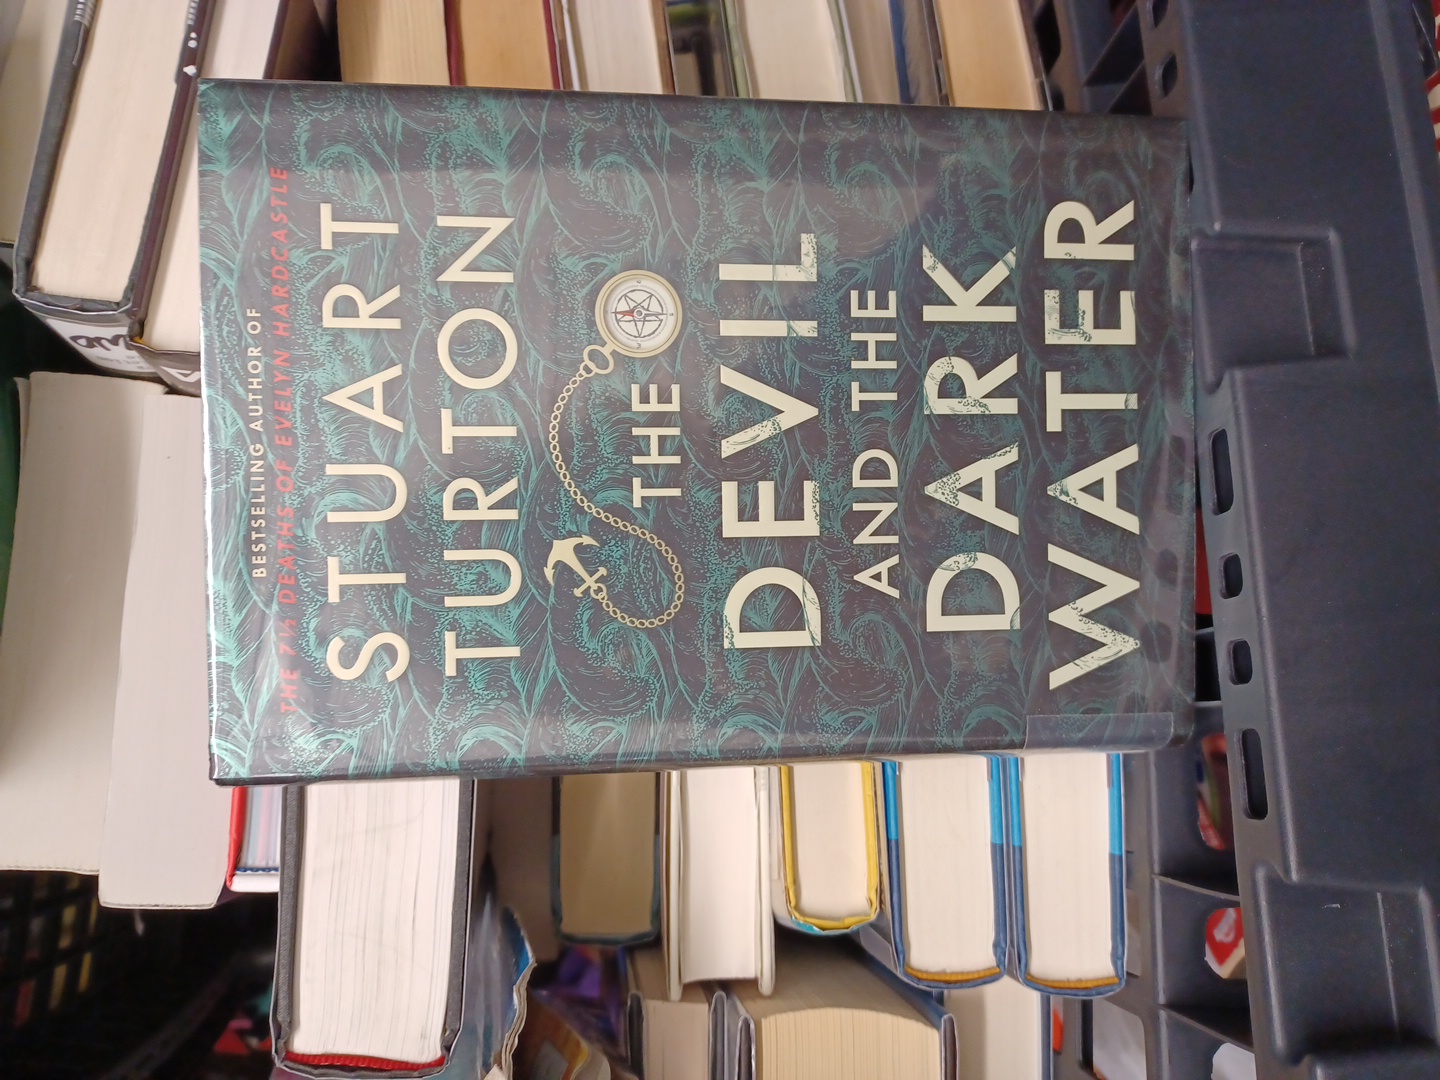 BESTSELLING AUTHOR OF
THE 7½ DEATHS OF EVELYN HARDCASTLE
STUART
TURTON
THE
DEVIL
AND THE
DARK
WATER